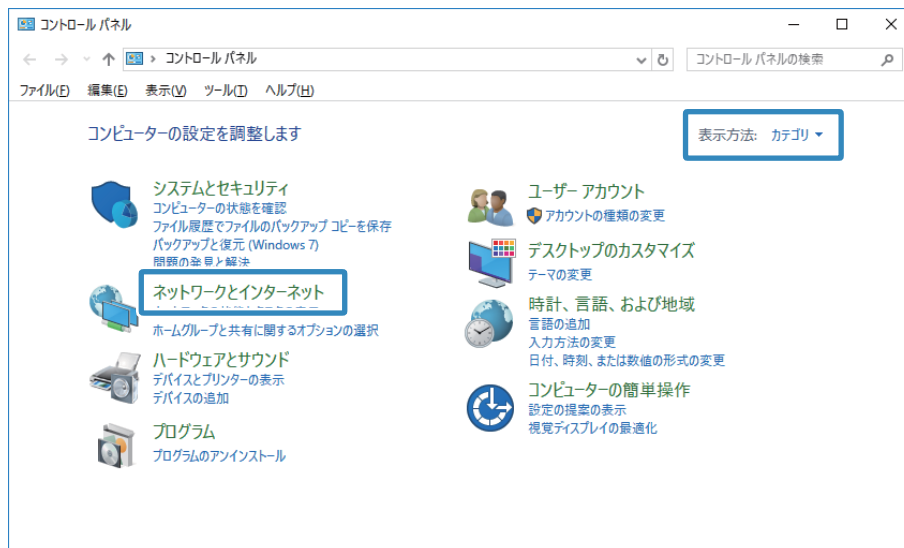 コントロール パネル
コントロール パネル
コントロール パネルの検索
ファイル(F) 編集(E) 表示(V) ツール(T) ヘルプ(H)
コンピューターの設定を調整します
表示方法: カテゴリ
システムとセキュリティ
コンピューターの状態を確認
ファイル履歴でファイルのバックアップ コピーを保存
バックアップと復元 (Windows 7)
問題の発見と解決
ネットワークとインターネット
ホームグループと共有に関するオプションの選択
ハードウェアとサウンド
デバイスとプリンターの表示
デバイスの追加
プログラム
プログラムのアンインストール
ユーザー アカウント
アカウントの種類の変更
デスクトップのカスタマイズ
テーマの変更
時計、言語、および地域
言語の追加
入力方法の変更
日付、時刻、または数値の形式の変更
コンピューターの簡単操作
設定の提案の表示
視覚ディスプレイの最適化